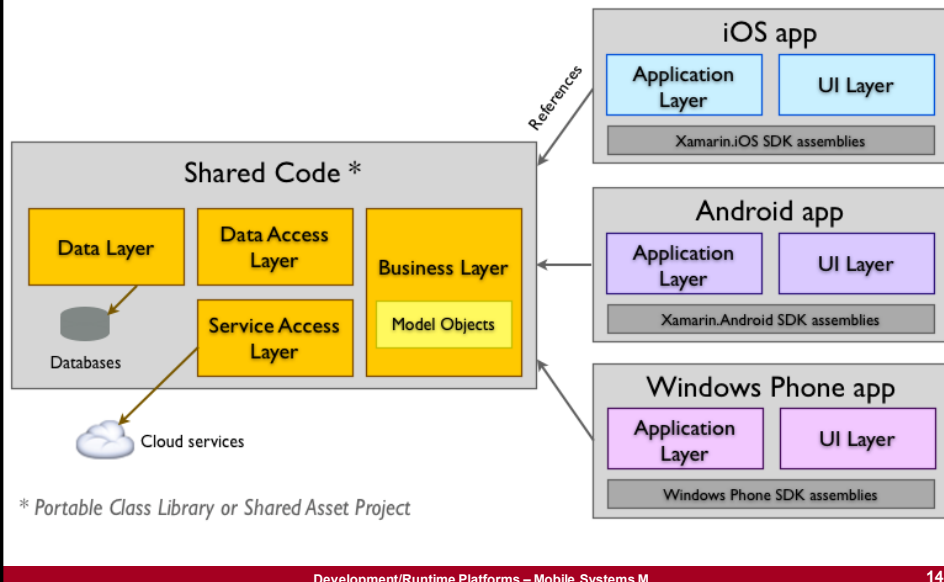 iOS app
Application
Layer
UI Layer
Xamarin.iOS SDK assemblies
References
Shared Code *
Data Layer
Data Access
Layer
Business Layer
Model Objects
Service Access
Layer
Databases
Cloud services
Android app
Application
Layer
UI Layer
Xamarin.Android SDK assemblies
Windows Phone app
Application
Layer
UI Layer
Windows Phone SDK assemblies
* Portable Class Library or Shared Asset Project
Development/Runtime Platforms – Mobile Systems M
14